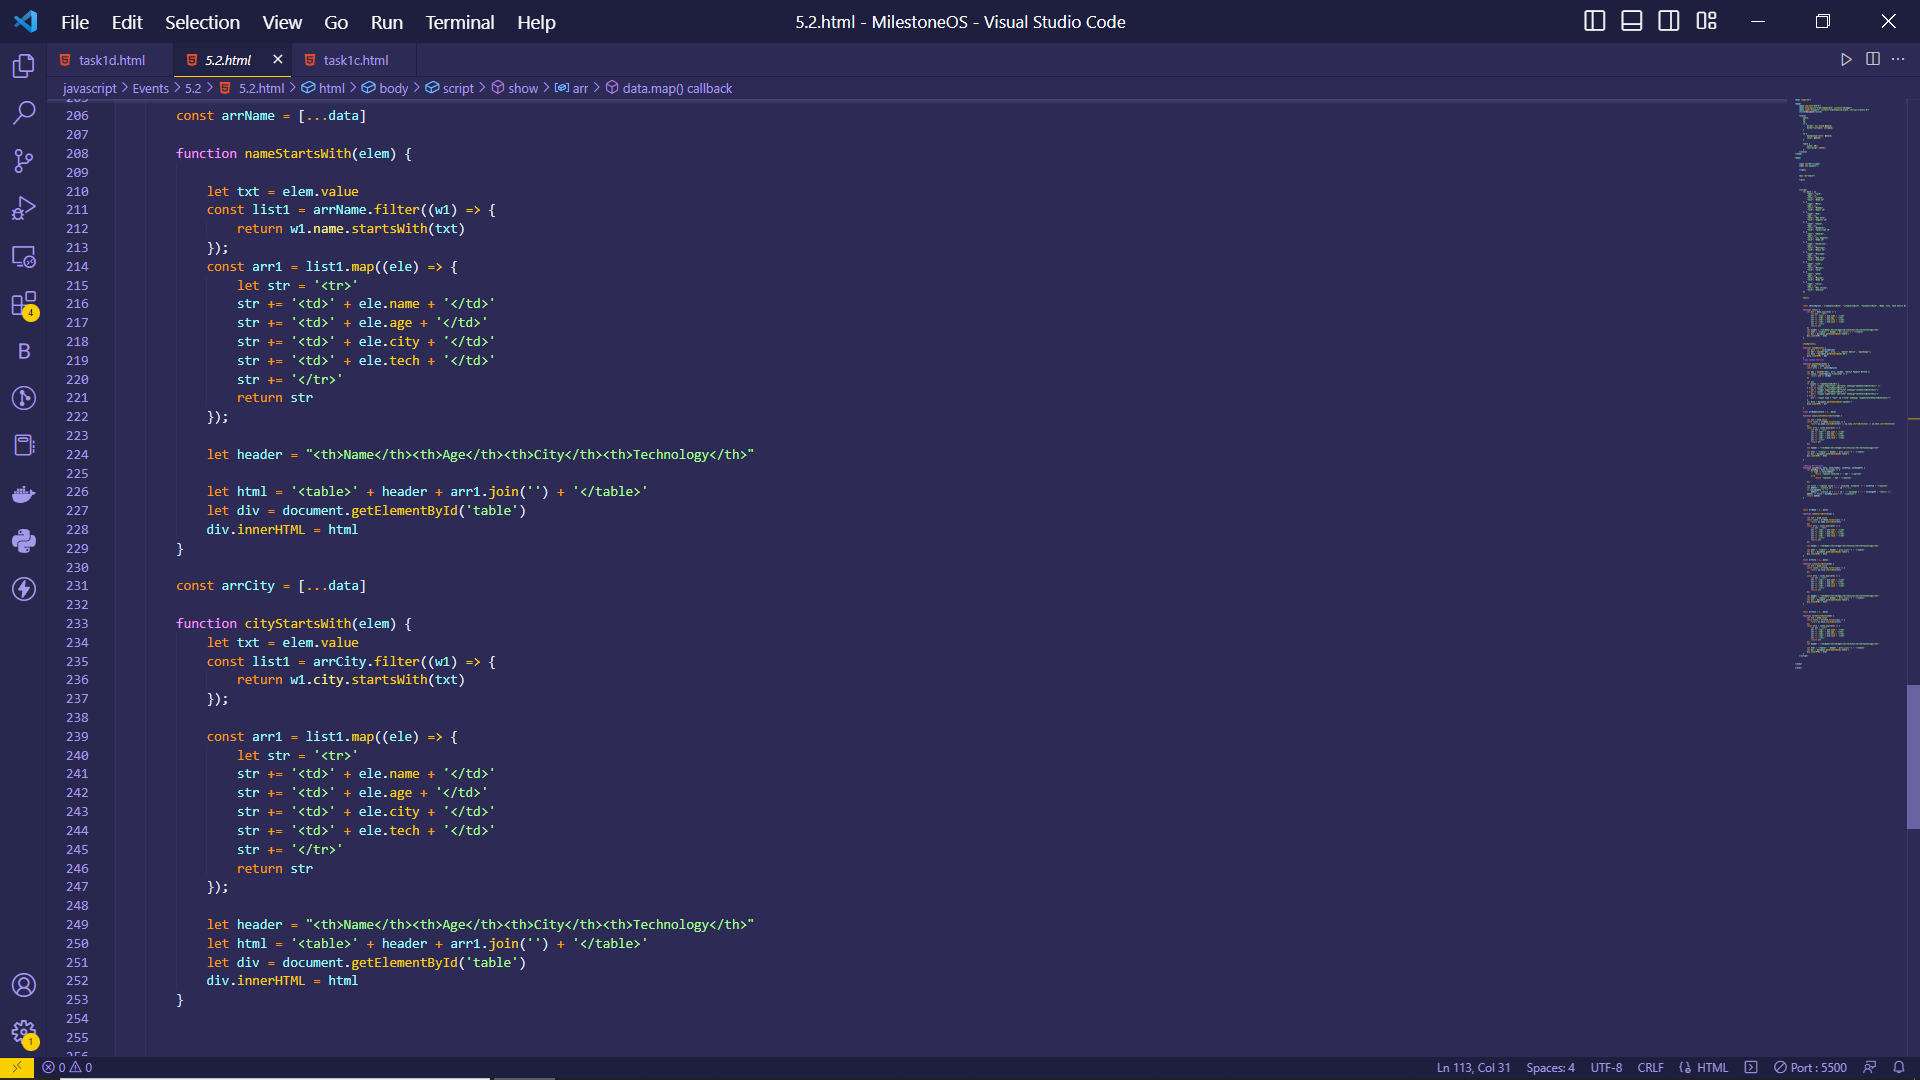 File Edit Selection View Go Run Terminal Help
5.2.html - MilestoneOS - Visual Studio Code
task1d.html
5.2.html
task1c.html
javascript > Events > 5.2 > 5.2.html > html > body > script > show > arr > data.map() callback
206 const arrName = [...data]
207
208 function nameStartsWith(elem) {
209
210 let txt = elem.value
211 const list1 = arrName.filter((w1) => {
212 return w1.name.startsWith(txt)
213 });
214 const arr1 = list1.map((ele) => {
215 let str = '<tr>'
216 str += '<td>' + ele.name + '</td>'
217 str += '<td>' + ele.age + '</td>'
218 str += '<td>' + ele.city + '</td>'
219 str += '<td>' + ele.tech + '</td>'
220 str += '</tr>'
221 return str
222 });
223
224 let header = "<th>Name</th><th>Age</th><th>City</th><th>Technology</th>"
225
226 let html = '<table>' + header + arr1.join('') + '</table>'
227 let div = document.getElementById('table')
228 div.innerHTML = html
229 }
230
231 const arrCity = [...data]
232
233 function cityStartsWith(elem) {
234 let txt = elem.value
235 const list1 = arrCity.filter((w1) => {
236 return w1.city.startsWith(txt)
237 });
238
239 const arr1 = list1.map((ele) => {
240 let str = '<tr>'
241 str += '<td>' + ele.name + '</td>'
242 str += '<td>' + ele.age + '</td>'
243 str += '<td>' + ele.city + '</td>'
244 str += '<td>' + ele.tech + '</td>'
245 str += '</tr>'
246 return str
247 });
248
249 let header = "<th>Name</th><th>Age</th><th>City</th><th>Technology</th>"
250 let html = '<table>' + header + arr1.join('') + '</table>'
251 let div = document.getElementById('table')
252 div.innerHTML = html
253 }
254
255
4
B
1
0 0
Ln 113, Col 31 Spaces: 4 UTF-8 CRLF HTML Port : 5500